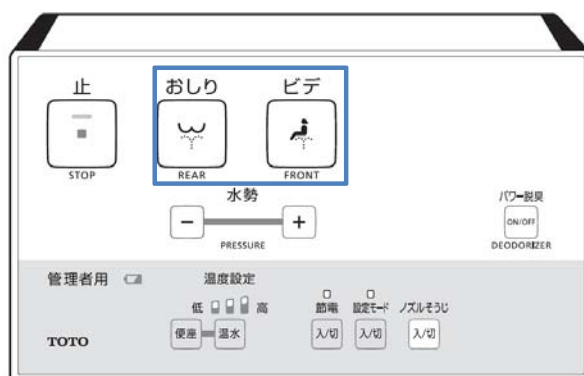 止 おしり ビデ
STOP REAR FRONT
水勢 パワー脱臭
− + ON/OFF
PRESSURE DEODORIZER
管理者用 温度設定
低 高 節電 設定モード ノズルそうじ
TOTO 便座 温水 入/切 入/切 入/切